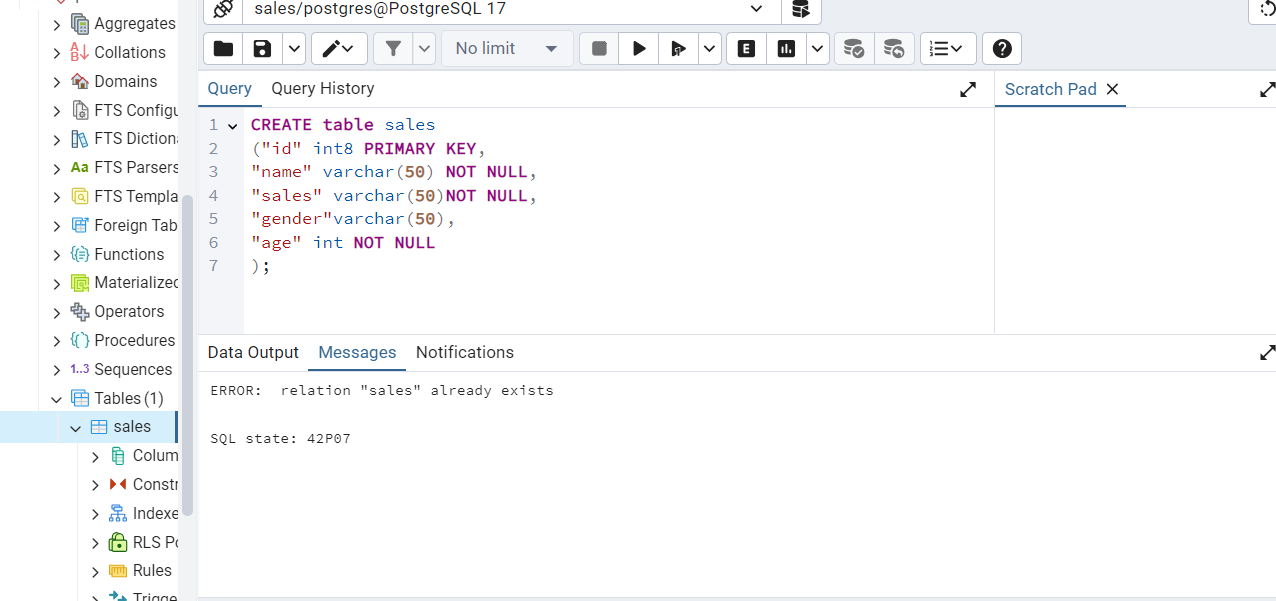 sales/postgres@PostgreSQL 17
Aggregates
Collations
Domains
FTS Configu
FTS Diction
FTS Parsers
Aa
FTS Templa
Foreign Tab
Functions
Materialized
Operators
Procedures
1..3 Sequences
Tables (1)
sales
Colum
Constr
Indexe
RLS Po
Rules
Trigge
No limit
E
Query
Query History
Scratch Pad
1 CREATE table sales
2 ("id" int8 PRIMARY KEY,
3 "name" varchar(50) NOT NULL,
4 "sales" varchar(50)NOT NULL,
5 "gender"varchar(50),
6 "age" int NOT NULL
7 );
Data Output
Messages
Notifications
ERROR:  relation "sales" already exists
SQL state: 42P07